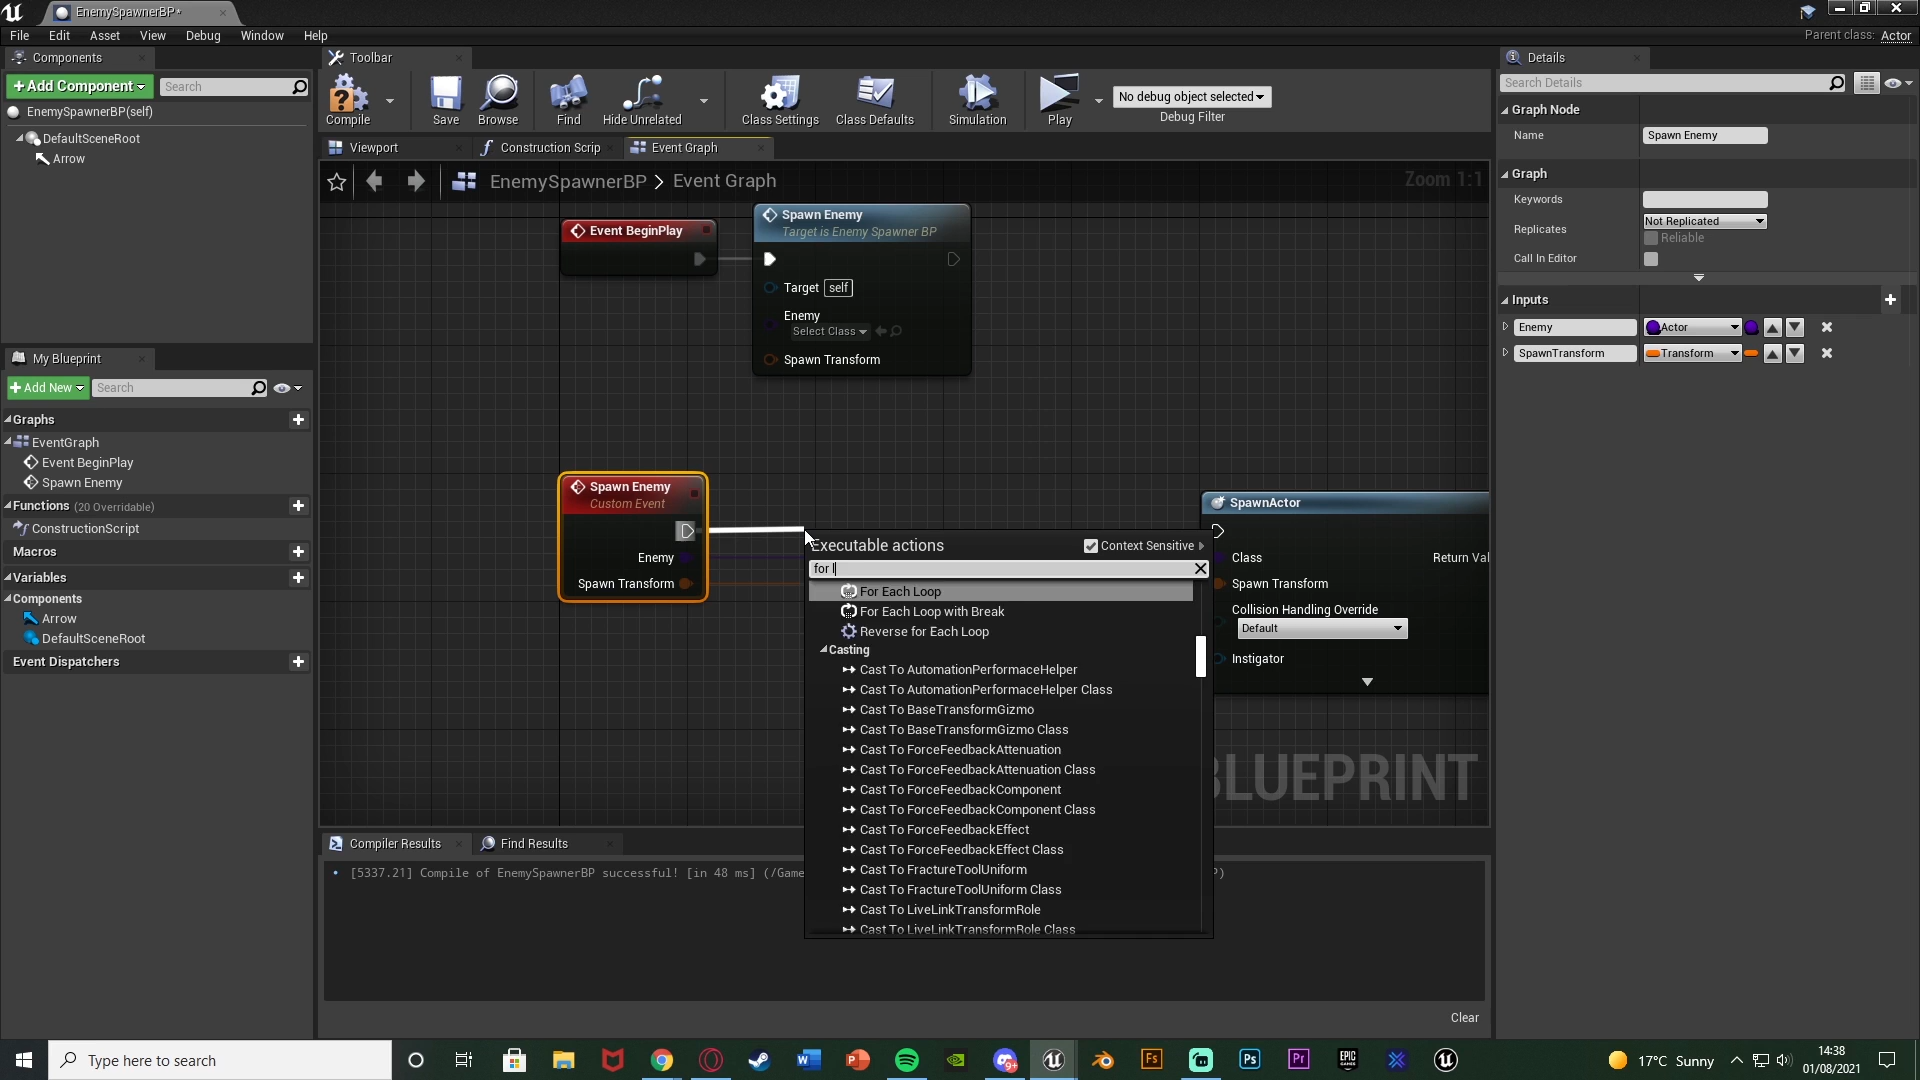 EnemySpawnerBP*
File Edit Asset View Debug Window Help
Parent class: Actor
Components
+Add Component
Search
EnemySpawnerBP(self)
DefaultSceneRoot
Arrow
My Blueprint
+Add New
Search
Graphs
EventGraph
Event BeginPlay
Spawn Enemy
Functions (20 Overridable)
ConstructionScript
Macros
Variables
Components
Arrow
DefaultSceneRoot
Event Dispatchers
Toolbar
Compile
Save
Browse
Find
Hide Unrelated
Class Settings
Class Defaults
Simulation
Play
No debug object selected
Debug Filter
Viewport
Construction Scrip
Event Graph
EnemySpawnerBP > Event Graph
Zoom 1:1
Event BeginPlay
Spawn Enemy
Target is Enemy Spawner BP
Target self
Enemy
Select Class
Spawn Transform
Spawn Enemy
Custom Event
Enemy
Spawn Transform
Executable actions
Context Sensitive
for l
For Each Loop
For Each Loop with Break
Reverse for Each Loop
Casting
Cast To AutomationPerformaceHelper
Cast To AutomationPerformaceHelper Class
Cast To BaseTransformGizmo
Cast To BaseTransformGizmo Class
Cast To ForceFeedbackAttenuation
Cast To ForceFeedbackAttenuation Class
Cast To ForceFeedbackComponent
Cast To ForceFeedbackComponent Class
Cast To ForceFeedbackEffect
Cast To ForceFeedbackEffect Class
Cast To FractureToolUniform
Cast To FractureToolUniform Class
Cast To LiveLinkTransformRole
Cast To LiveLinkTransformRole Class
SpawnActor
Class
Return Val
Spawn Transform
Collision Handling Override
Default
Instigator
BLUEPRINT
Compiler Results
Find Results
[5337.21] Compile of EnemySpawnerBP successful! [in 48 ms] (/Game
P)
Clear
Details
Search Details
Graph Node
Name Spawn Enemy
Graph
Keywords
Replicates Not Replicated
Reliable
Call In Editor
Inputs
Enemy Actor
SpawnTransform Transform
Type here to search
17°C Sunny
14:38
01/08/2021